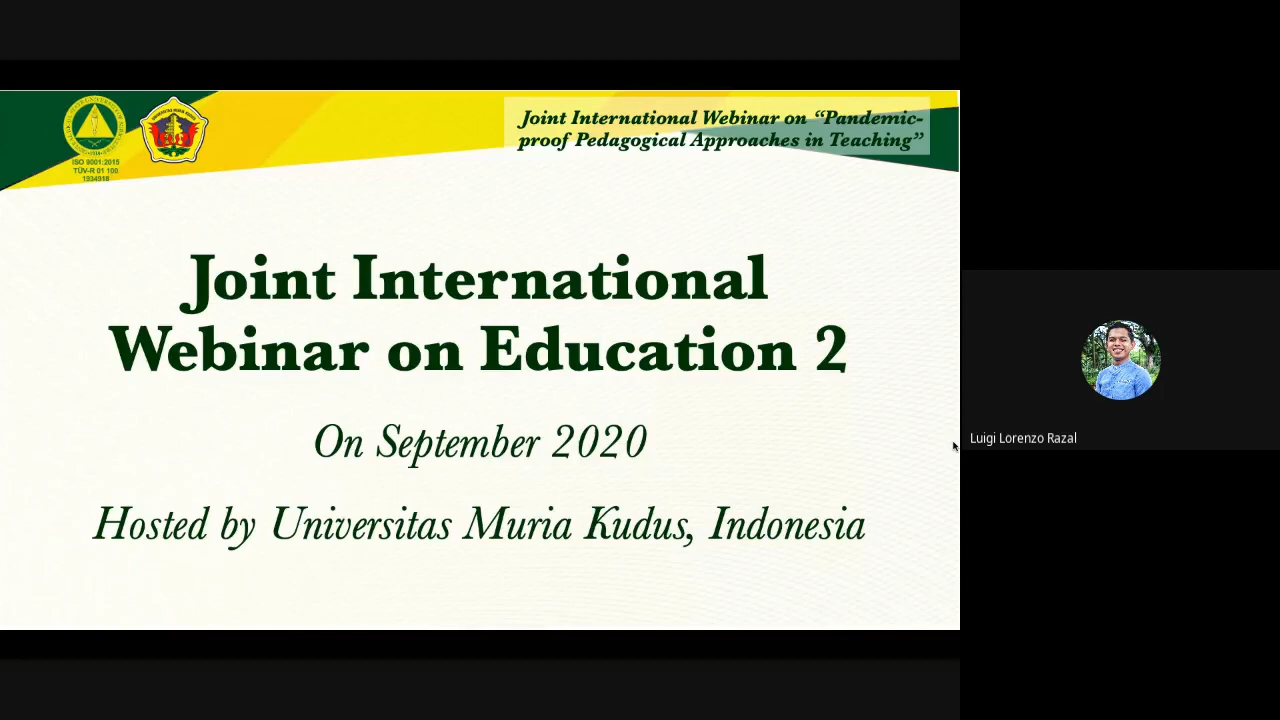 Joint International Webinar on “Pandemic-
proof Pedagogical Approaches in Teaching”
ISO 9001:2015
TÜV-R 01 100
1934918
Joint International
Webinar on Education 2
On September 2020
Hosted by Universitas Muria Kudus, Indonesia
Luigi Lorenzo Razal